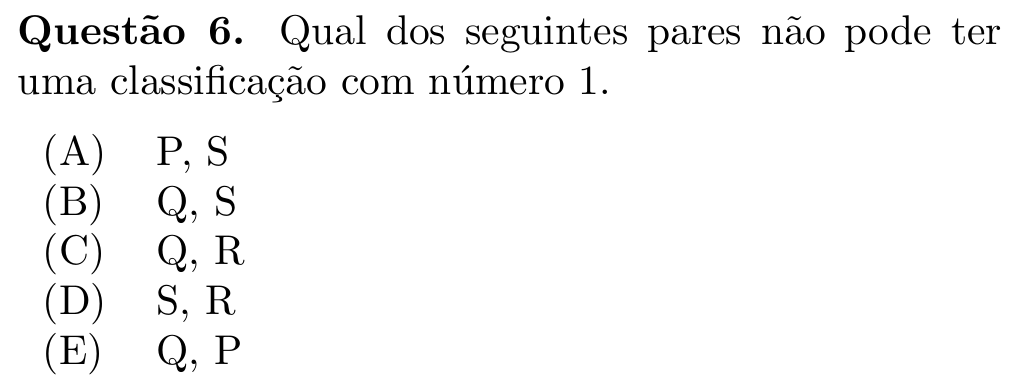 Questão 6. Qual dos seguintes pares não pode ter
uma classificação com número 1.
(A) P, S
(B) Q, S
(C) Q, R
(D) S, R
(E) Q, P